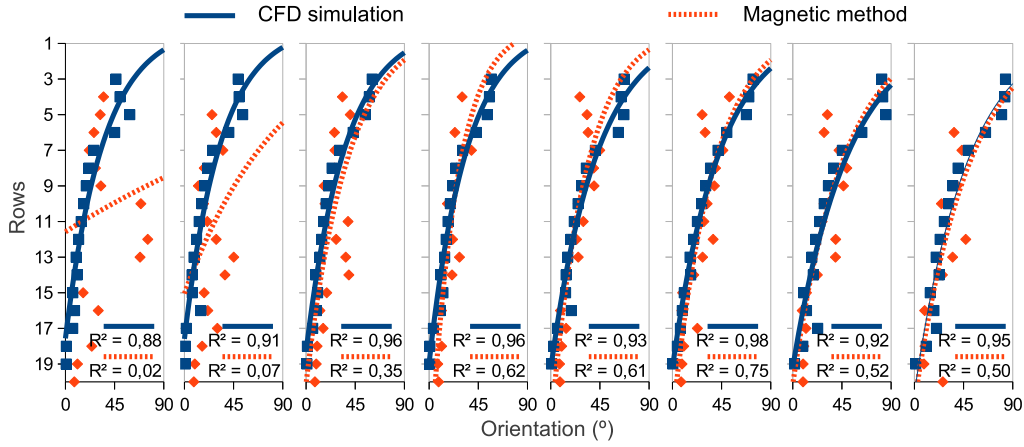 CFD simulation Magnetic method
1
3
5
7
9
11
13
15
17
19
Rows
R² = 0,88 R² = 0,91 R² = 0,96 R² = 0,96 R² = 0,93 R² = 0,98 R² = 0,92 R² = 0,95
R² = 0,02 R² = 0,07 R² = 0,35 R² = 0,62 R² = 0,61 R² = 0,75 R² = 0,52 R² = 0,50
0 45 90 0 45 90 0 45 90 0 45 90 0 45 90 0 45 90 0 45 90 0 45 90
Orientation (º)